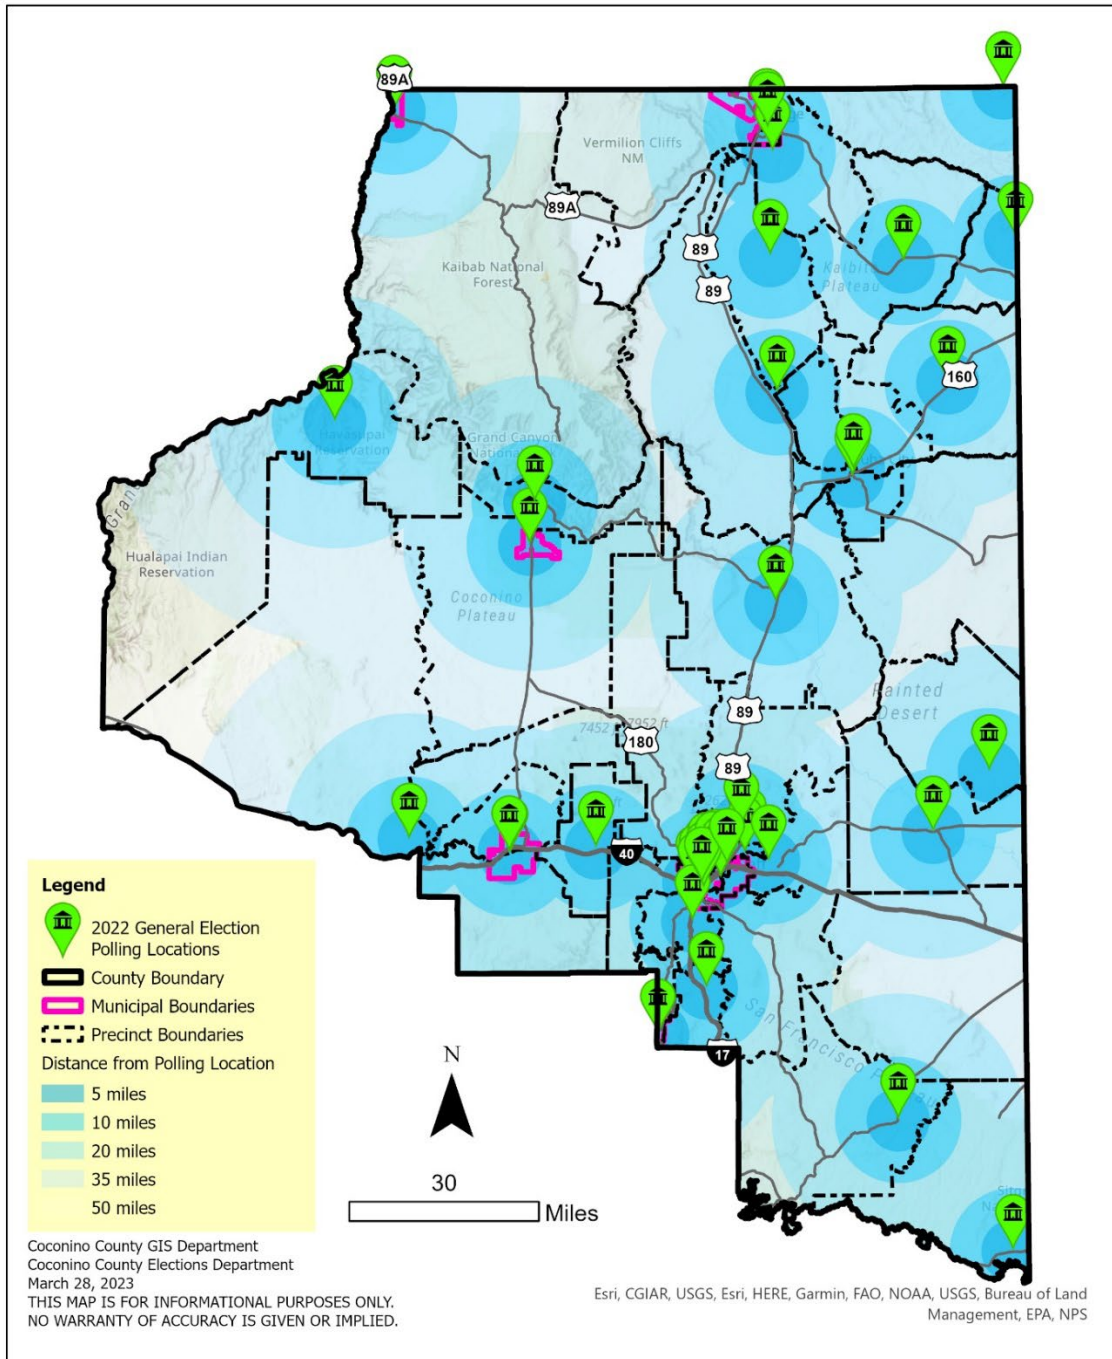 89A
Vermilion Cliffs
NM
89A
89
Kaibab National
Forest
89
Kaibito
Plateau
160
Havasupai
Reservation
Grand Canyon
Hualapai Indian
Reservation
Coconino
Plateau
Painted
Desert
89
7452 ft
7952 ft
180
89
40
Legend
2022 General Election
Polling Locations
County Boundary
Municipal Boundaries
Precinct Boundaries
Distance from Polling Location
5 miles
10 miles
20 miles
35 miles
50 miles
N
30
Miles
San Francisco
17
Coconino County GIS Department
Coconino County Elections Department
March 28, 2023
THIS MAP IS FOR INFORMATIONAL PURPOSES ONLY.
NO WARRANTY OF ACCURACY IS GIVEN OR IMPLIED.
Esri, CGIAR, USGS, Esri, HERE, Garmin, FAO, NOAA, USGS, Bureau of Land
Management, EPA, NPS